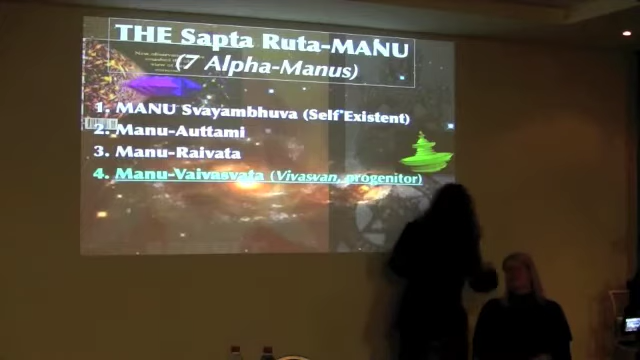 THE Sapta Ruta-MANU
(7 Alpha-Manus)
1. MANU Svayambhuva (Self Existent)
2. Manu-Auttami
3. Manu-Raivata
4. Manu-Vaivasvata (Vivasvan, progenitor)